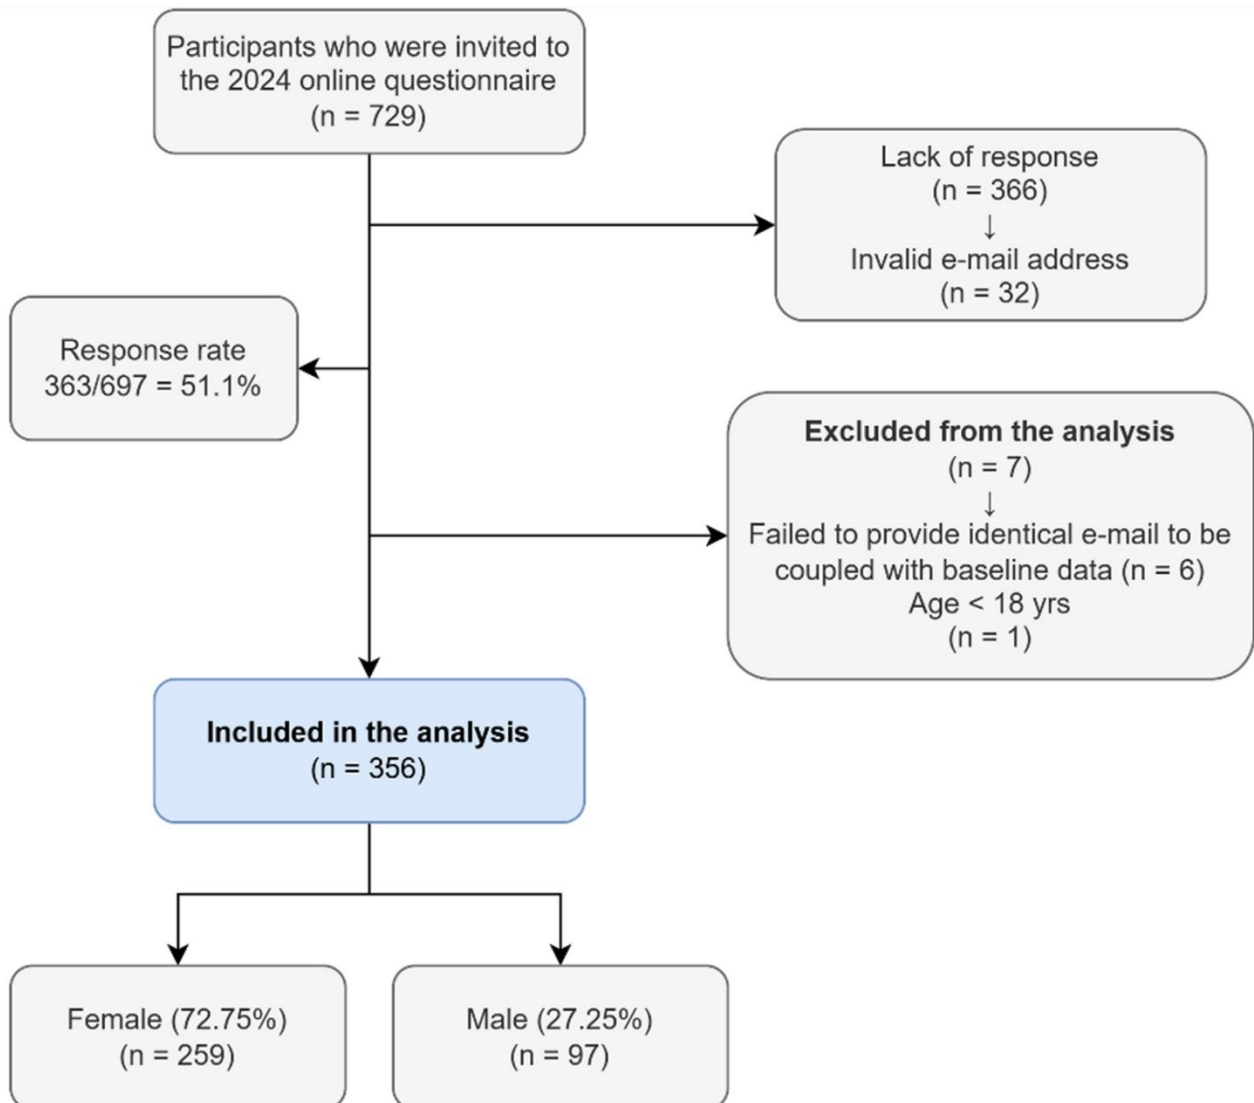 Participants who were invited to
the 2024 online questionnaire
(n = 729)
Lack of response
(n = 366)
↓
Invalid e-mail address
(n = 32)
Response rate
363/697 = 51.1%
Excluded from the analysis
(n = 7)
↓
Failed to provide identical e-mail to be
coupled with baseline data (n = 6)
Age < 18 yrs
(n = 1)
Included in the analysis
(n = 356)
Female (72.75%)
(n = 259)
Male (27.25%)
(n = 97)